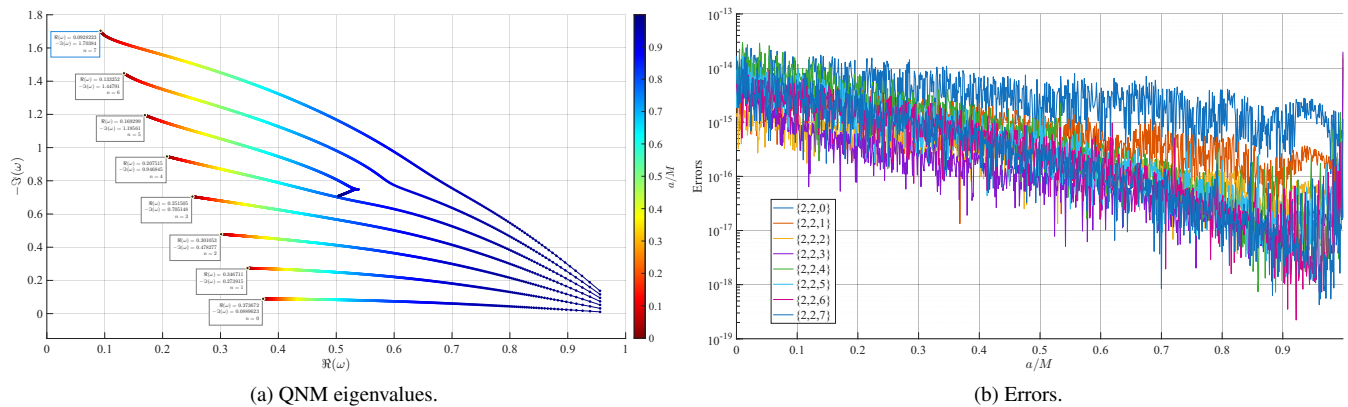 1.8
1.6
1.4
1.2
1
0.8
0.6
0.4
0.2
0
−ℑ(ω)
ℜ(ω) = 0.0928222
−ℑ(ω) = 1.70384
n = 7
ℜ(ω) = 0.133252
−ℑ(ω) = 1.44791
n = 6
ℜ(ω) = 0.169299
−ℑ(ω) = 1.19561
n = 5
ℜ(ω) = 0.207515
−ℑ(ω) = 0.946845
n = 4
ℜ(ω) = 0.251505
−ℑ(ω) = 0.705148
n = 3
ℜ(ω) = 0.301053
−ℑ(ω) = 0.478277
n = 2
ℜ(ω) = 0.346711
−ℑ(ω) = 0.273915
n = 1
ℜ(ω) = 0.373672
−ℑ(ω) = 0.0889623
n = 0
0 0.1 0.2 0.3 0.4 0.5 0.6 0.7 0.8 0.9 1
ℜ(ω)
0.9
0.8
0.7
0.6
0.5
0.4
0.3
0.2
0.1
0
a/M
(a) QNM eigenvalues.
10^-13
10^-14
10^-15
10^-16
10^-17
10^-18
10^-19
Errors
{2,2,0}
{2,2,1}
{2,2,2}
{2,2,3}
{2,2,4}
{2,2,5}
{2,2,6}
{2,2,7}
0 0.1 0.2 0.3 0.4 0.5 0.6 0.7 0.8 0.9
a/M
(b) Errors.